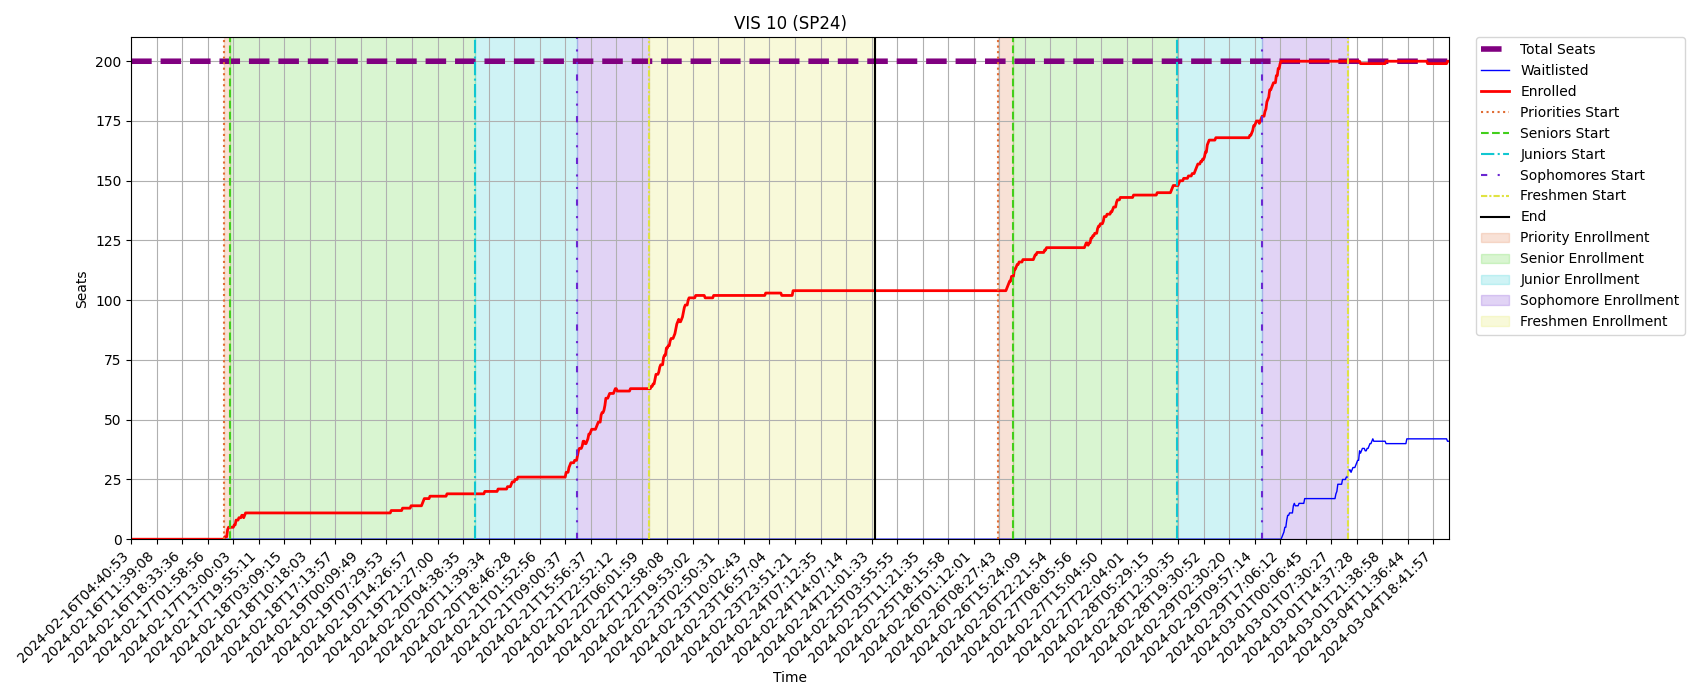 VIS 10 (SP24)
Seats
200
175
150
125
100
75
50
25
0
2024-02-16T04:40:53
2024-02-16T11:39:08
2024-02-16T18:33:36
2024-02-17T01:58:56
2024-02-17T13:00:03
2024-02-17T19:55:11
2024-02-18T03:09:15
2024-02-18T10:18:03
2024-02-18T17:13:57
2024-02-19T00:09:49
2024-02-19T07:29:53
2024-02-19T14:26:57
2024-02-19T21:27:00
2024-02-20T04:38:35
2024-02-20T11:39:34
2024-02-20T18:46:28
2024-02-21T01:52:56
2024-02-21T09:00:37
2024-02-21T15:56:37
2024-02-21T22:52:12
2024-02-22T06:01:59
2024-02-22T12:58:08
2024-02-22T19:53:02
2024-02-23T02:50:31
2024-02-23T10:02:43
2024-02-23T16:57:04
2024-02-23T23:51:21
2024-02-24T07:12:35
2024-02-24T14:07:14
2024-02-24T21:01:33
2024-02-25T03:55:55
2024-02-25T11:21:35
2024-02-25T18:15:58
2024-02-26T01:12:01
2024-02-26T08:27:43
2024-02-26T15:24:09
2024-02-26T22:21:54
2024-02-27T08:05:56
2024-02-27T15:04:50
2024-02-27T22:04:01
2024-02-28T05:29:15
2024-02-28T12:30:35
2024-02-28T19:30:52
2024-02-29T02:30:20
2024-02-29T09:57:14
2024-02-29T17:06:12
2024-03-01T00:06:45
2024-03-01T07:30:27
2024-03-01T14:37:28
2024-03-01T21:38:58
2024-03-04T11:36:44
2024-03-04T18:41:57
Time
Total Seats
Waitlisted
Enrolled
Priorities Start
Seniors Start
Juniors Start
Sophomores Start
Freshmen Start
End
Priority Enrollment
Senior Enrollment
Junior Enrollment
Sophomore Enrollment
Freshmen Enrollment